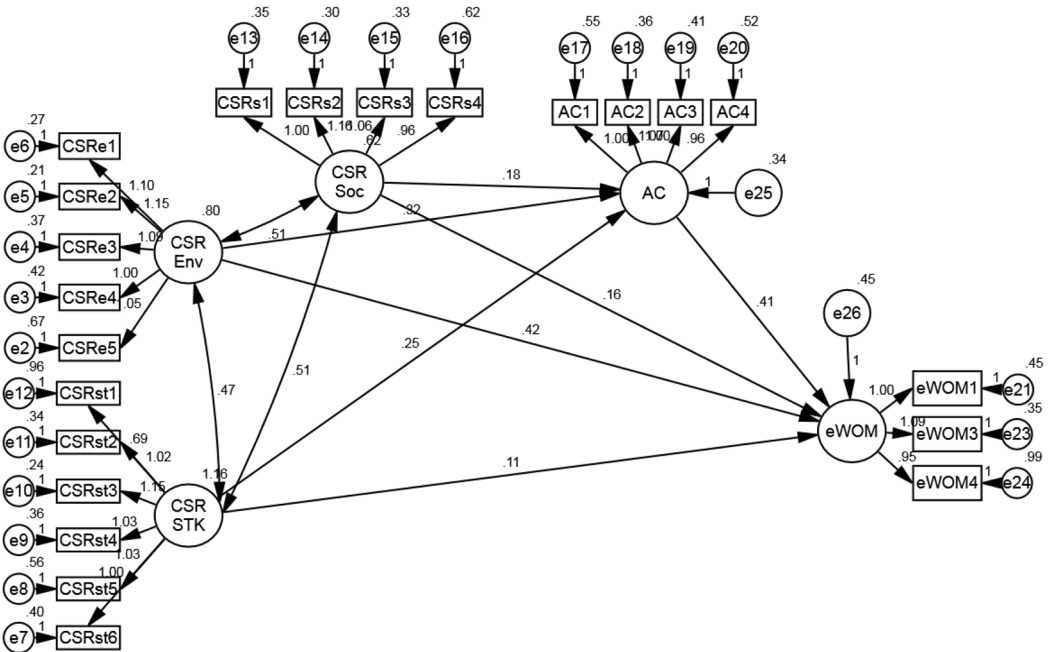 .35 .30 .33 .62
e13 e14 e15 e16
1 1 1 1
CSRs1 CSRs2 CSRs3 CSRs4
1.00 1.16 1.06 .96
.62
CSR
Soc
.55 .36 .41 .52
e17 e18 e19 e20
1 1 1 1
AC1 AC2 AC3 AC4
1.00 .96
AC
1
.34
e25
.27
e6 1 CSRe1
.21
e5 1 CSRe2
.37
e4 1 CSRe3
.42
e3 1 CSRe4
.67
e2 1 CSRe5
1.10
1.15
1.09
1.00
1.05
.80
CSR
Env
.18
.32
.51
.16
.42
.25
.41
.47
.51
.11
.96
e12 1 CSRst1
.34
e11 1 CSRst2
.24
e10 1 CSRst3
.36
e9 1 CSRst4
.56
e8 1 CSRst5
.40
e7 1 CSRst6
.69
1.02
1.15
1.03
1.03
1.00
1.16
CSR
STK
.45
e26
1
eWOM
1.00 eWOM1 1 e21 .45
1.09 eWOM3 1 e23 .35
.95 eWOM4 1 e24 .99